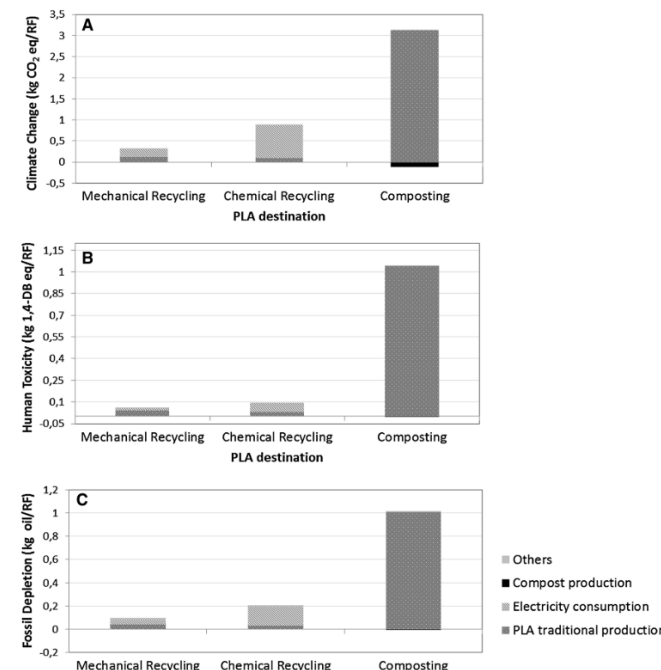 A
Climate Change (kg CO₂ eq/RF)
3,5
3
2,5
2
1,5
1
0,5
0
-0,5
Mechanical Recycling Chemical Recycling Composting
PLA destination
B
Human Toxicity (kg 1,4-DB eq/RF)
1,15
1
0,85
0,7
0,55
0,4
0,25
0,1
-0,05
Mechanical Recycling Chemical Recycling Composting
PLA destination
C
Fossil Depletion (kg oil/RF)
1,2
1
0,8
0,6
0,4
0,2
0
-0,2
Mechanical Recycling Chemical Recycling Composting
Others
Compost production
Electricity consumption
PLA traditional production